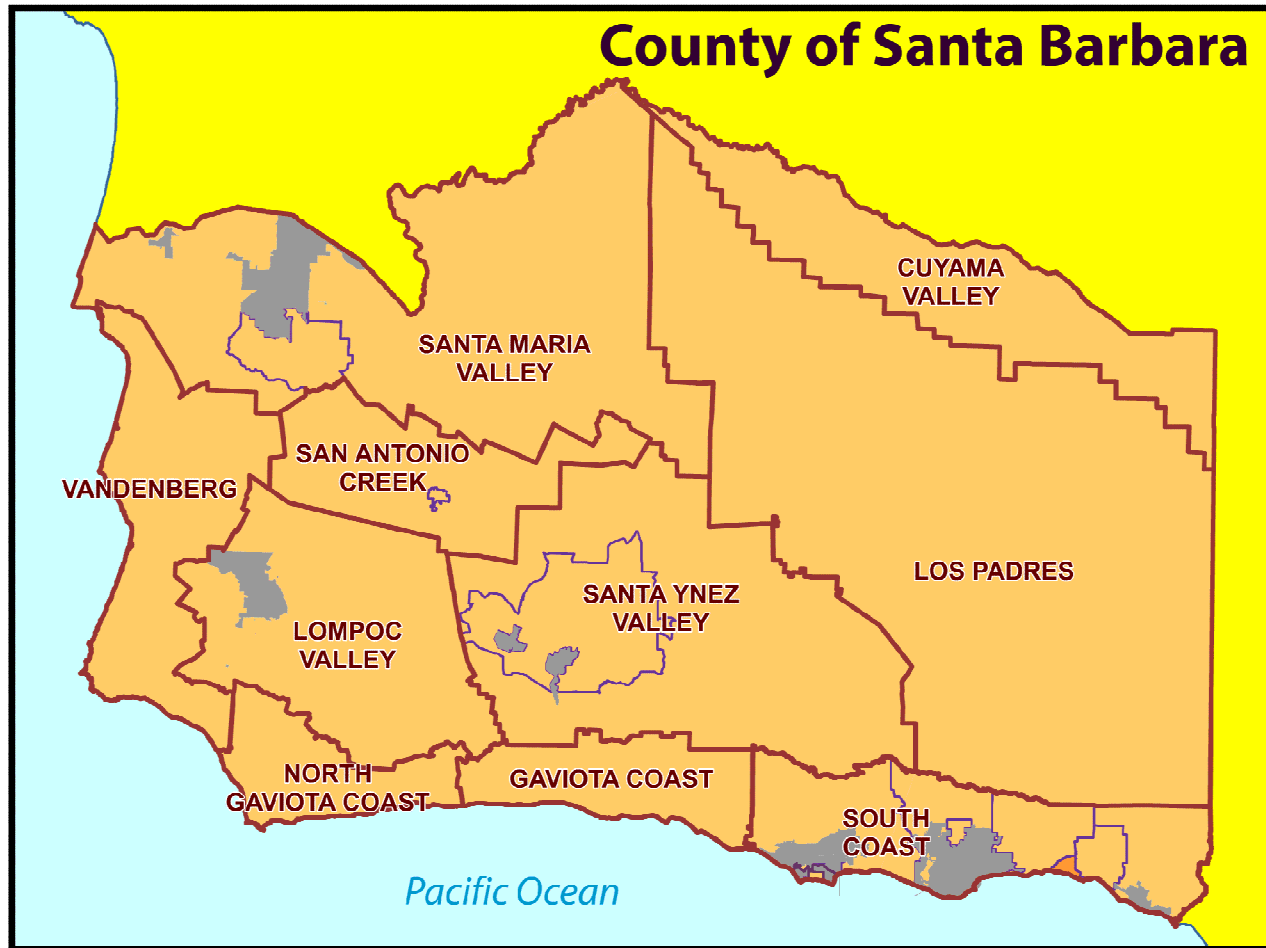 County of Santa Barbara
CUYAMA
VALLEY
SANTA MARIA
VALLEY
SAN ANTONIO
CREEK
VANDENBERG
LOS PADRES
SANTA YNEZ
VALLEY
LOMPOC
VALLEY
NORTH
GAVIOTA COAST
GAVIOTA COAST
SOUTH
COAST
Pacific Ocean